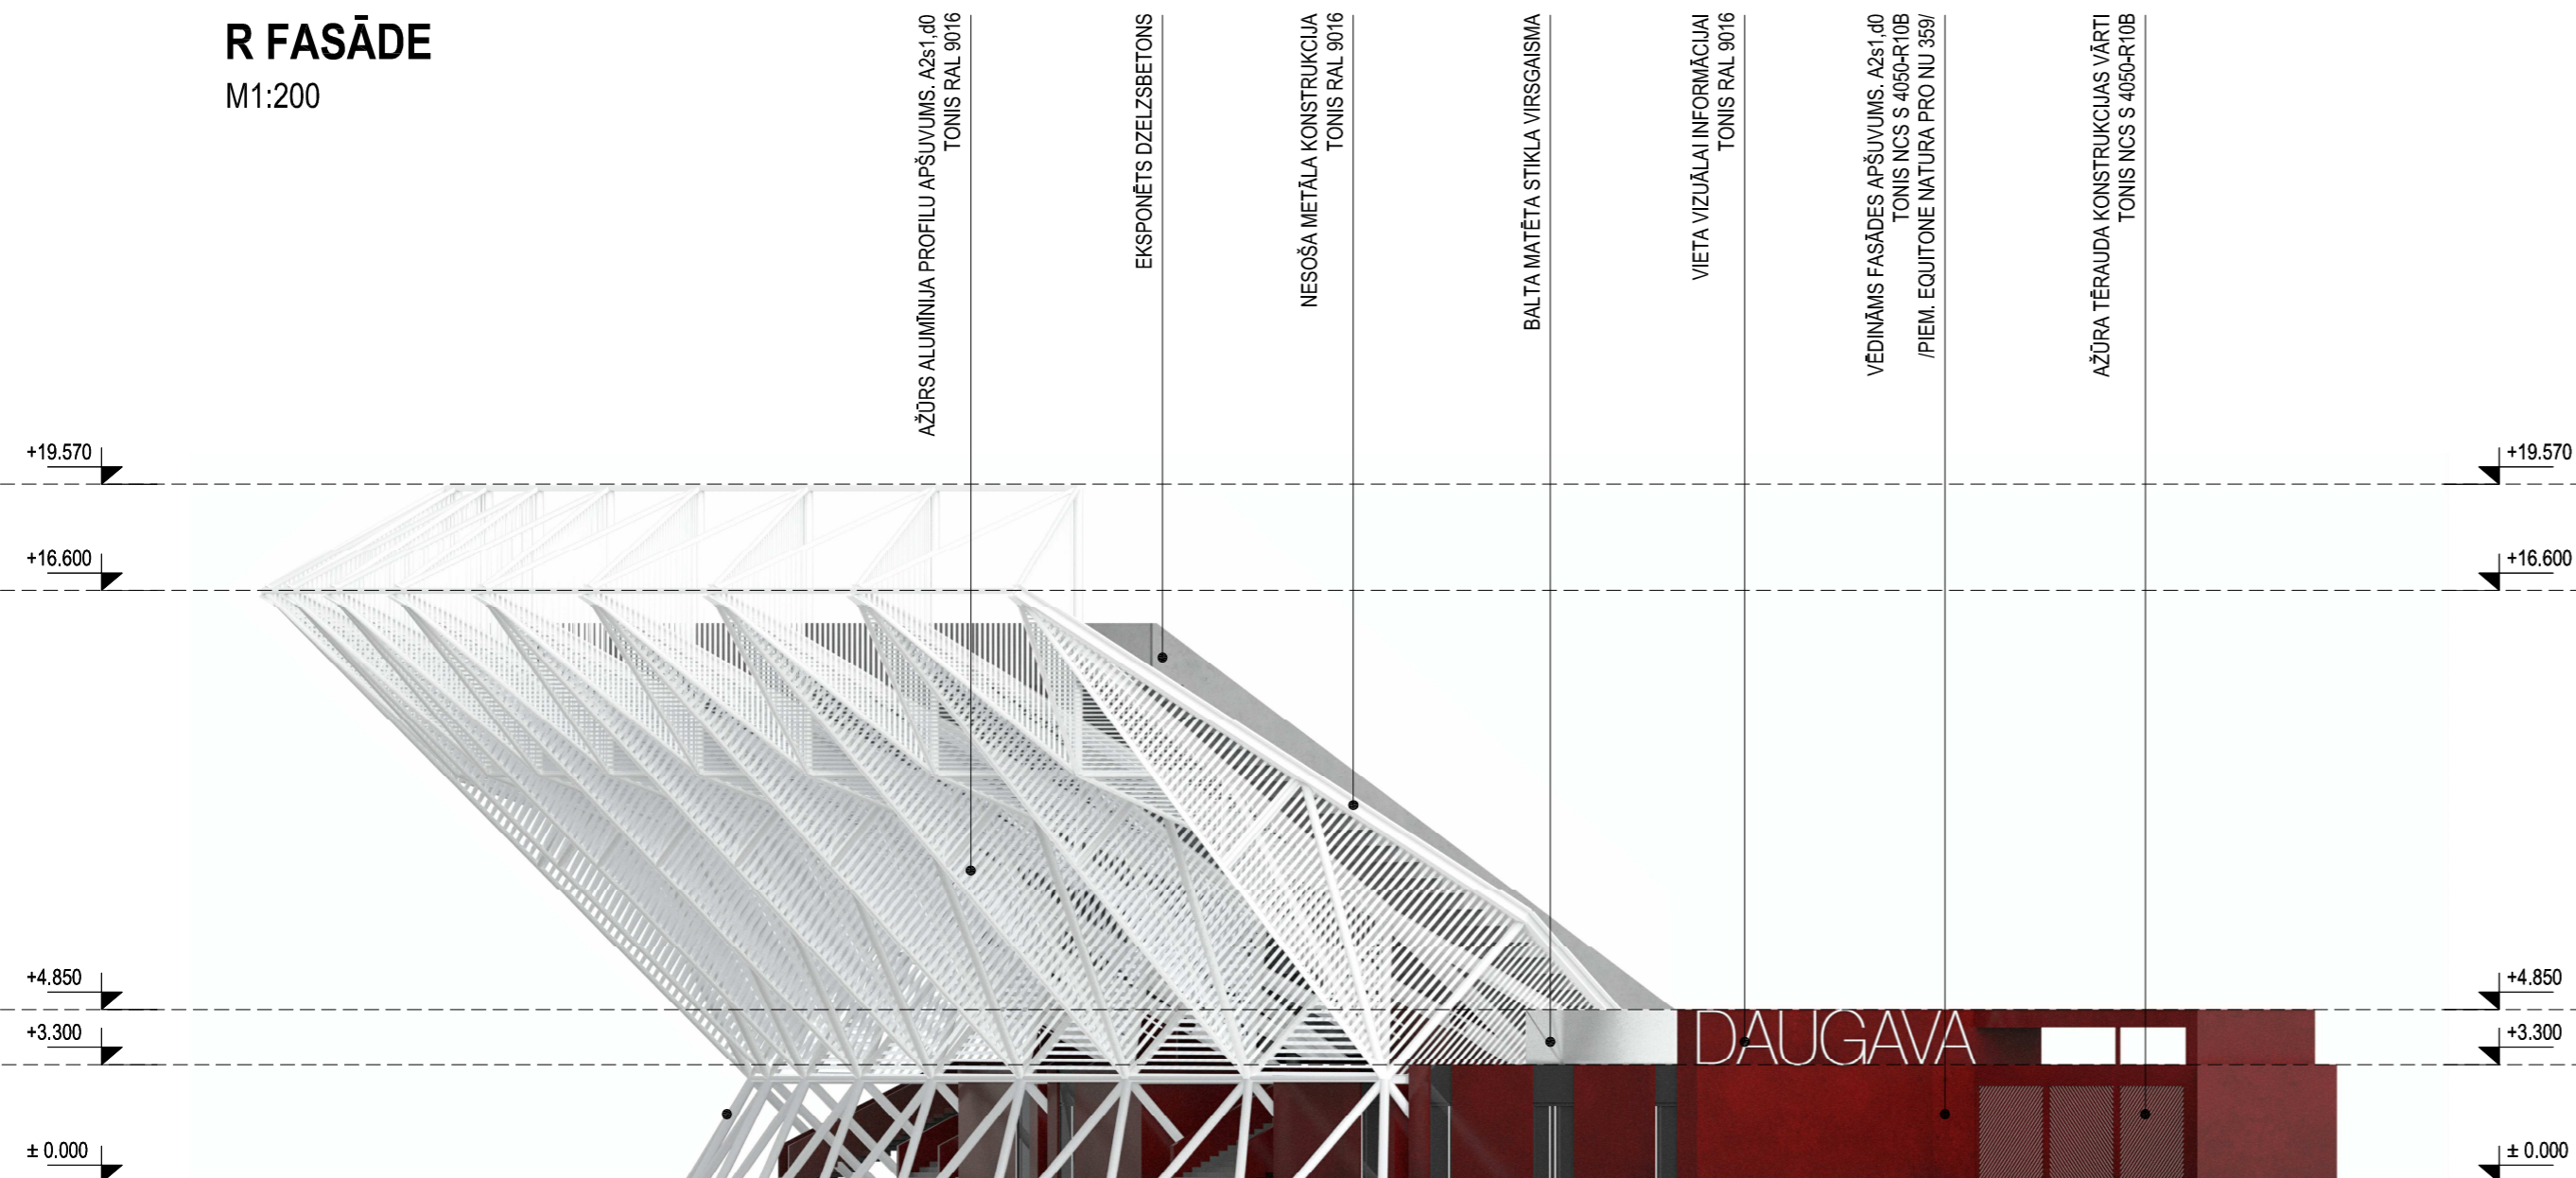 R FASĀDE
M1:200
AŽŪRS ALUMĪNIJA PROFILU APŠUVUMS. A2s1,d0
TONIS RAL 9016
EKSPONĒTS DZELZSBETONS
NESOŠA METĀLA KONSTRUKCIJA
TONIS RAL 9016
BALTA MATĒTA STIKLA VIRSGAISMA
VIETA VIZUĀLAI INFORMĀCIJAI
TONIS RAL 9016
VĒDINĀMS FASĀDES APŠUVUMS. A2s1,d0
TONIS NCS S 4050-R10B
/PIEM. EQUITONE NATURA PRO NU 359/
AŽŪRA TĒRAUDA KONSTRUKCIJAS VĀRTI
TONIS NCS S 4050-R10B
+19.570
+19.570
+16.600
+16.600
+4.850
+4.850
+3.300
+3.300
DAUGAVA
± 0.000
± 0.000